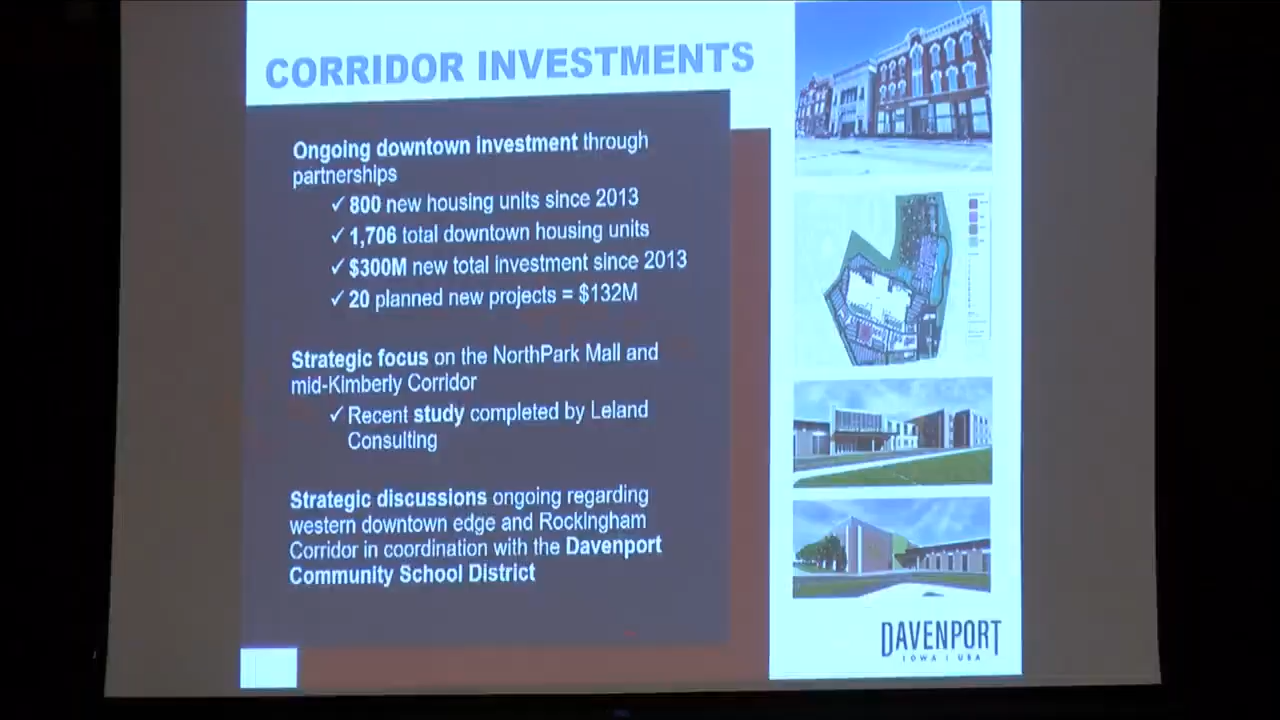 CORRIDOR INVESTMENTS
Ongoing downtown investment through
partnerships
✓ 800 new housing units since 2013
✓ 1,706 total downtown housing units
✓ $300M new total investment since 2013
✓ 20 planned new projects = $132M
Strategic focus on the NorthPark Mall and
mid-Kimberly Corridor
✓ Recent study completed by Leland
Consulting
Strategic discussions ongoing regarding
western downtown edge and Rockingham
Corridor in coordination with the Davenport
Community School District
DAVENPORT
IOWA | USA